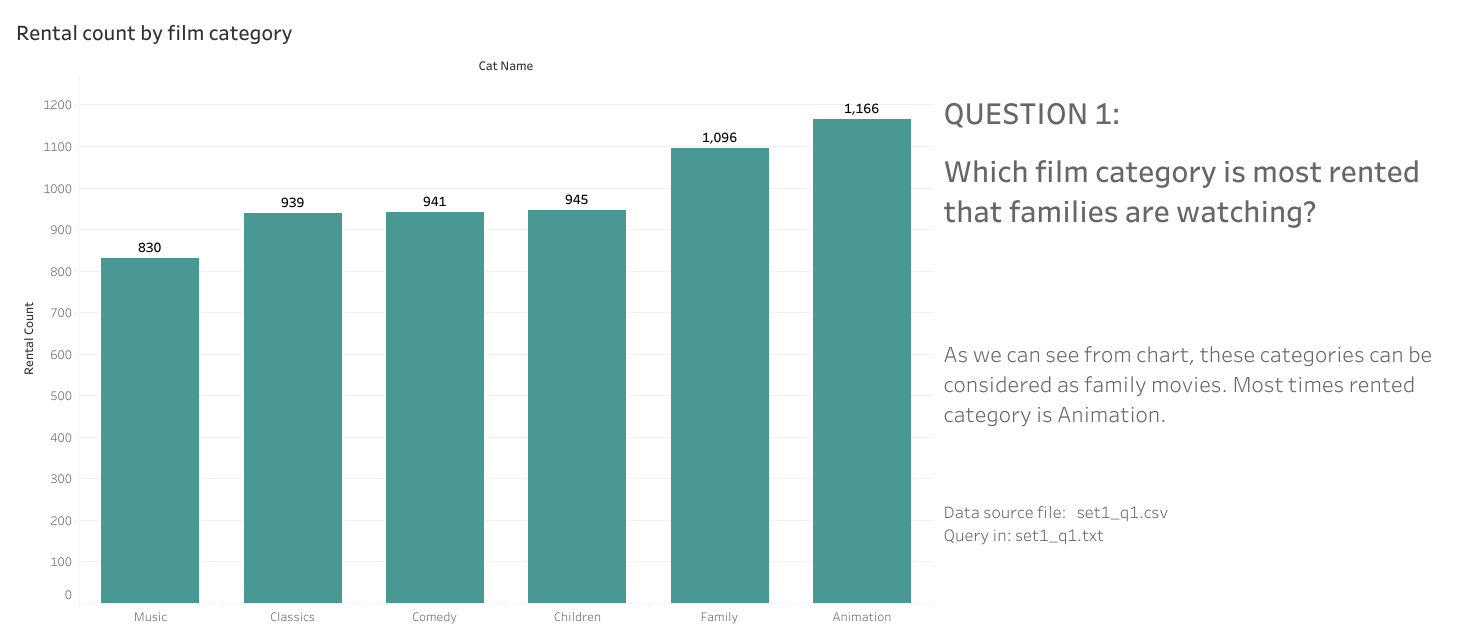 Rental count by film category
Cat Name
Rental Count
1200
1100
1000
900
800
700
600
500
400
300
200
100
0
830
939
941
945
1,096
1,166
Music
Classics
Comedy
Children
Family
Animation
QUESTION 1:
Which film category is most rented
that families are watching?
As we can see from chart, these categories can be
considered as family movies. Most times rented
category is Animation.
Data source file: set1_q1.csv
Query in: set1_q1.txt